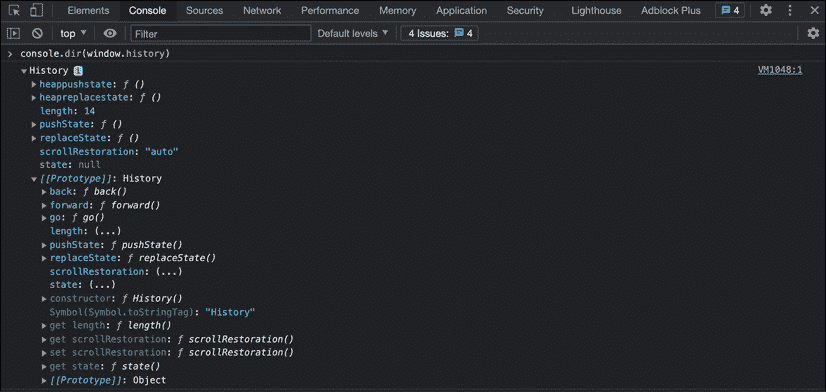 Elements Console Sources Network Performance Memory Application Security Lighthouse Adblock Plus 4
top Filter Default levels 4 Issues: 4
console.dir(window.history)
VM1048:1
History i
heappushstate: ƒ ()
heapreplacestate: ƒ ()
length: 14
pushState: ƒ ()
replaceState: ƒ ()
scrollRestoration: "auto"
state: null
[[Prototype]]: History
back: ƒ back()
forward: ƒ forward()
go: ƒ go()
length: (...)
pushState: ƒ pushState()
replaceState: ƒ replaceState()
scrollRestoration: (...)
state: (...)
constructor: ƒ History()
Symbol(Symbol.toStringTag): "History"
get length: ƒ length()
get scrollRestoration: ƒ scrollRestoration()
set scrollRestoration: ƒ scrollRestoration()
get state: ƒ state()
[[Prototype]]: Object